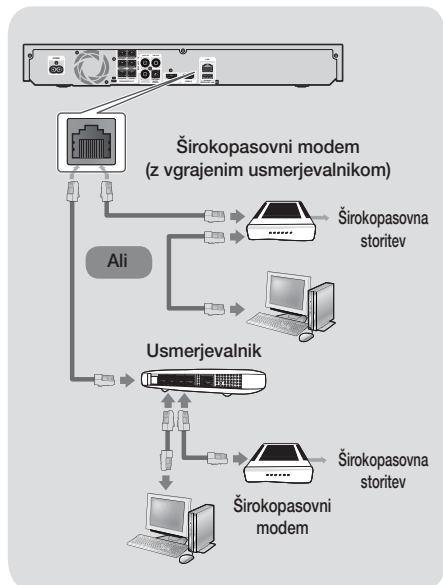 Širokopasovni modem
(z vgrajenim usmerjevalnikom)
Širokopasovna
storitev
Ali
Usmerjevalnik
Širokopasovna
storitev
Širokopasovni
modem